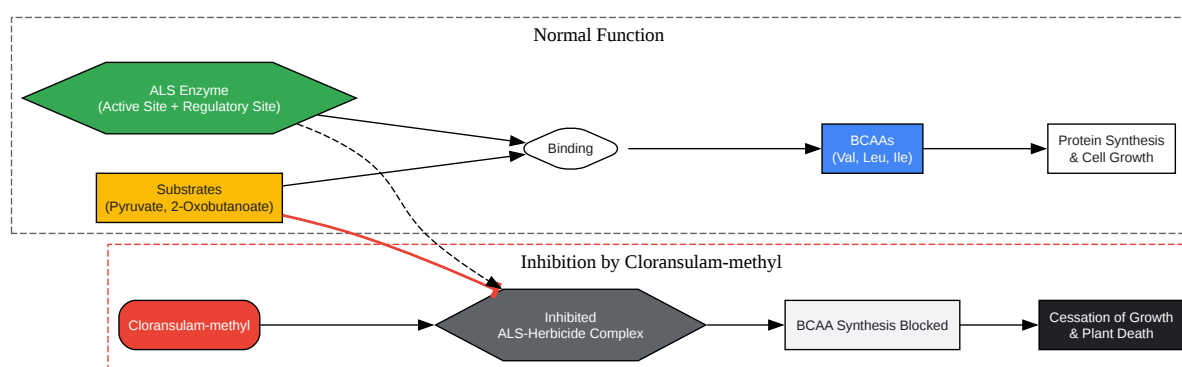 Normal Function
ALS Enzyme
(Active Site + Regulatory Site)
Substrates
(Pyruvate, 2-Oxobutanoate)
Binding
BCAAs
(Val, Leu, Ile)
Protein Synthesis
& Cell Growth
Inhibition by Cloransulam-methyl
Cloransulam-methyl
Inhibited
ALS-Herbicide Complex
BCAA Synthesis Blocked
Cessation of Growth
& Plant Death